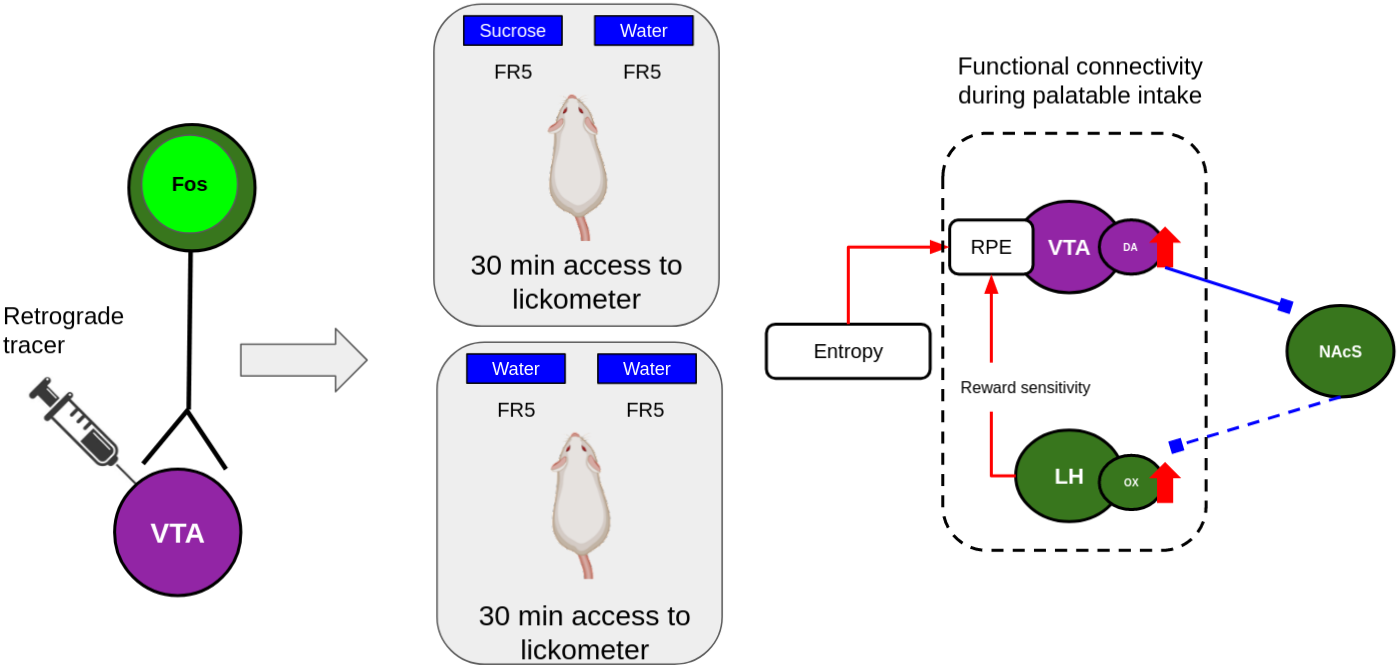 Fos
Retrograde
tracer
VTA
Sucrose
Water
FR5
FR5
30 min access to
lickometer
Water
Water
FR5
FR5
30 min access to
lickometer
Functional connectivity
during palatable intake
RPE
VTA
DA
Entropy
NAcS
Reward sensitivity
LH
OX